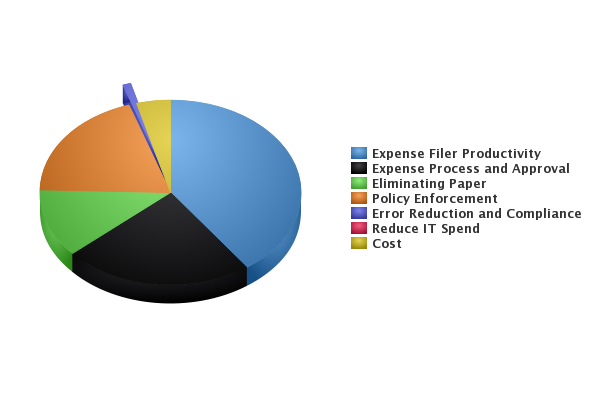 Expense Filer Productivity
Expense Process and Approval
Eliminating Paper
Policy Enforcement
Error Reduction and Compliance
Reduce IT Spend
Cost